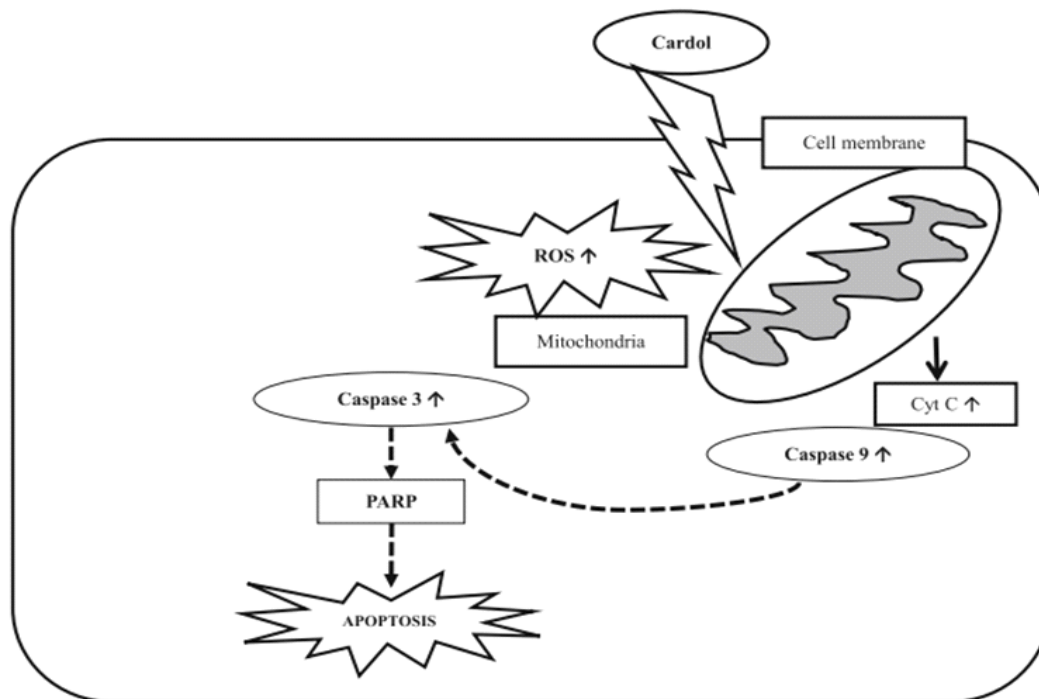 Cardol
Cell membrane
ROS ↑
Mitochondria
Caspase 3 ↑
Cyt C ↑
Caspase 9 ↑
PARP
APOPTOSIS